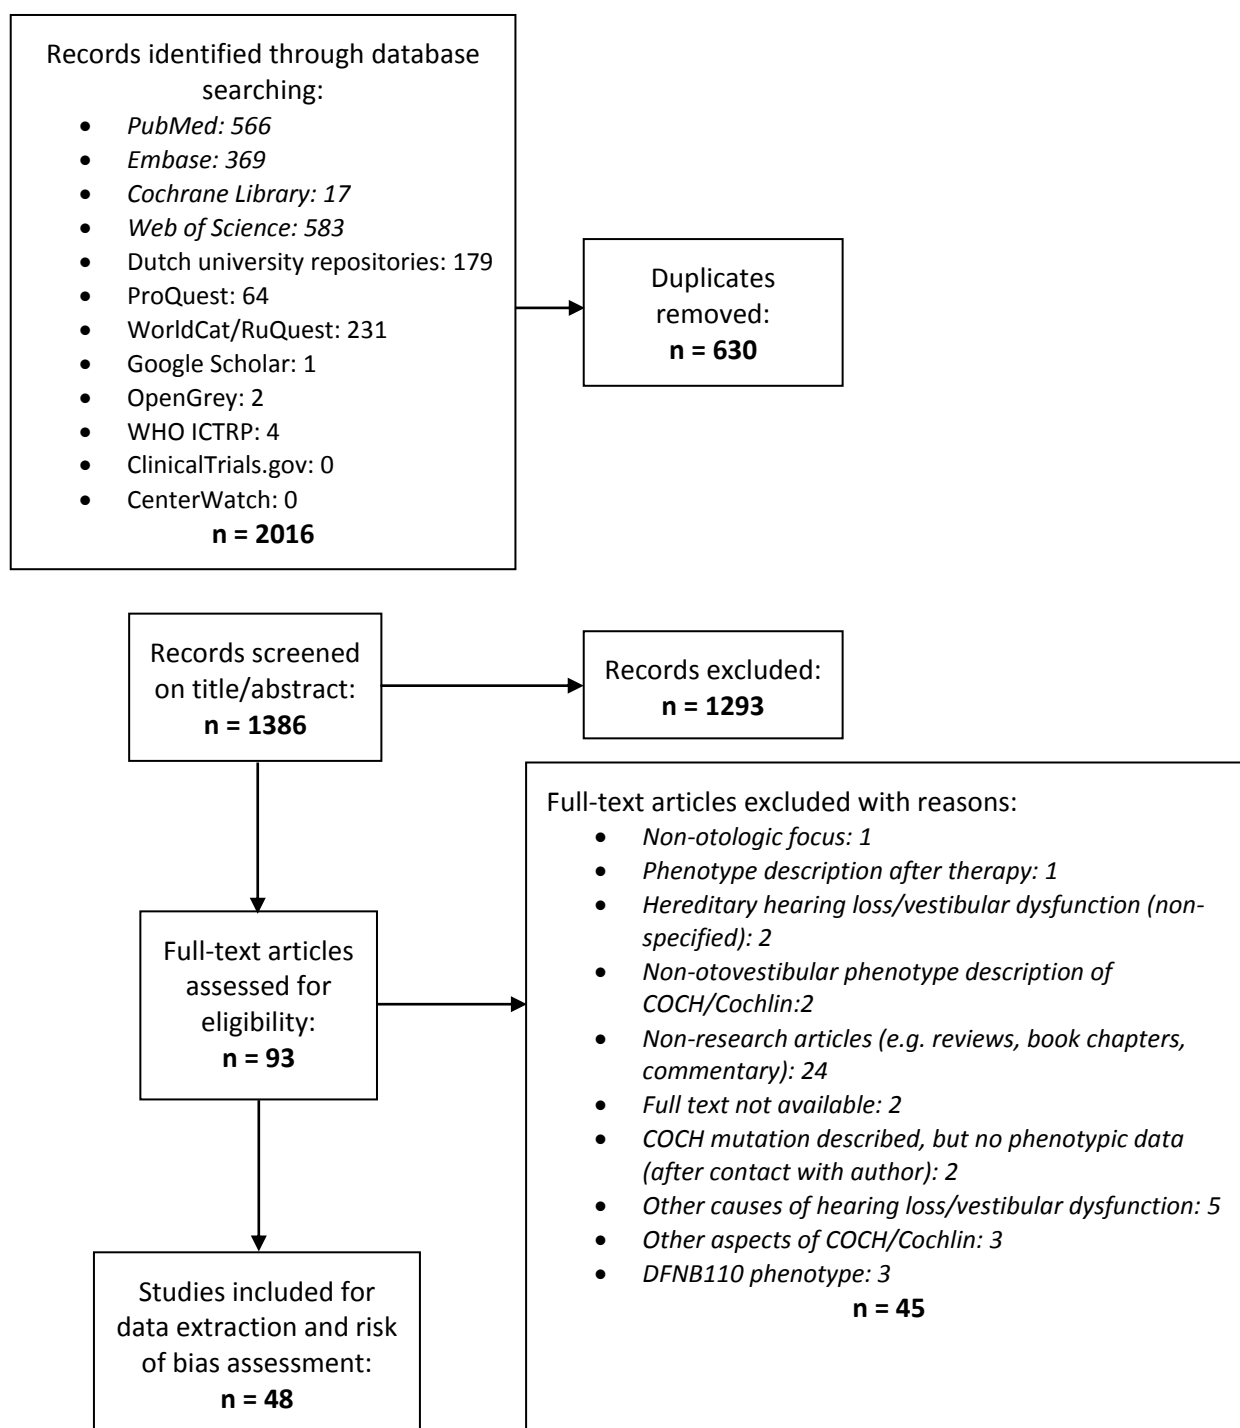 Records identified through database
searching:
• PubMed: 566
• Embase: 369
• Cochrane Library: 17
• Web of Science: 583
• Dutch university repositories: 179
• ProQuest: 64
• WorldCat/RuQuest: 231
• Google Scholar: 1
• OpenGrey: 2
• WHO ICTRP: 4
• ClinicalTrials.gov: 0
• CenterWatch: 0
n = 2016
Duplicates
removed:
n = 630
Records screened
on title/abstract:
n = 1386
Records excluded:
n = 1293
Full-text articles
assessed for
eligibility:
n = 93
Full-text articles excluded with reasons:
• Non-otologic focus: 1
• Phenotype description after therapy: 1
• Hereditary hearing loss/vestibular dysfunction (non-
specified): 2
• Non-otovestibular phenotype description of
COCH/Cochlin:2
• Non-research articles (e.g. reviews, book chapters,
commentary): 24
• Full text not available: 2
• COCH mutation described, but no phenotypic data
(after contact with author): 2
• Other causes of hearing loss/vestibular dysfunction: 5
• Other aspects of COCH/Cochlin: 3
• DFNB110 phenotype: 3
n = 45
Studies included for
data extraction and risk
of bias assessment:
n = 48